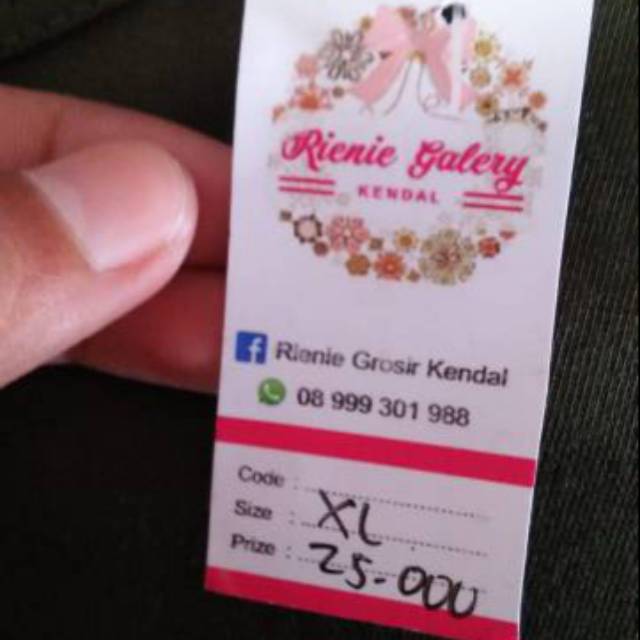 Rienie Galery
KENDAL
Rienie Grosir Kendal
08 999 301 988
Code :
Size : XL
Prize : 25.000